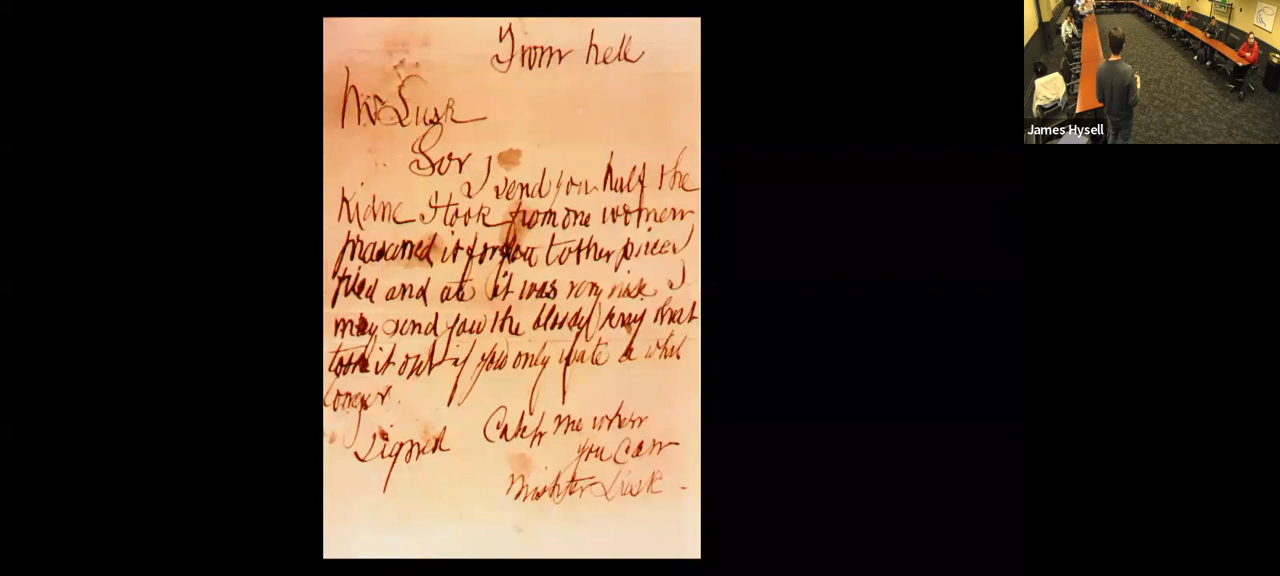 From hell
Mr Lusk
Sor
I send you half the
Kidne I took from one women
prasarved it for you tother piece I
fried and ate it was very nise. I
may send you the bloody knif that
took it out if you only wate a whil
longer.
signed
Catch me when
you Can
Mishter Lusk -
James Hysell